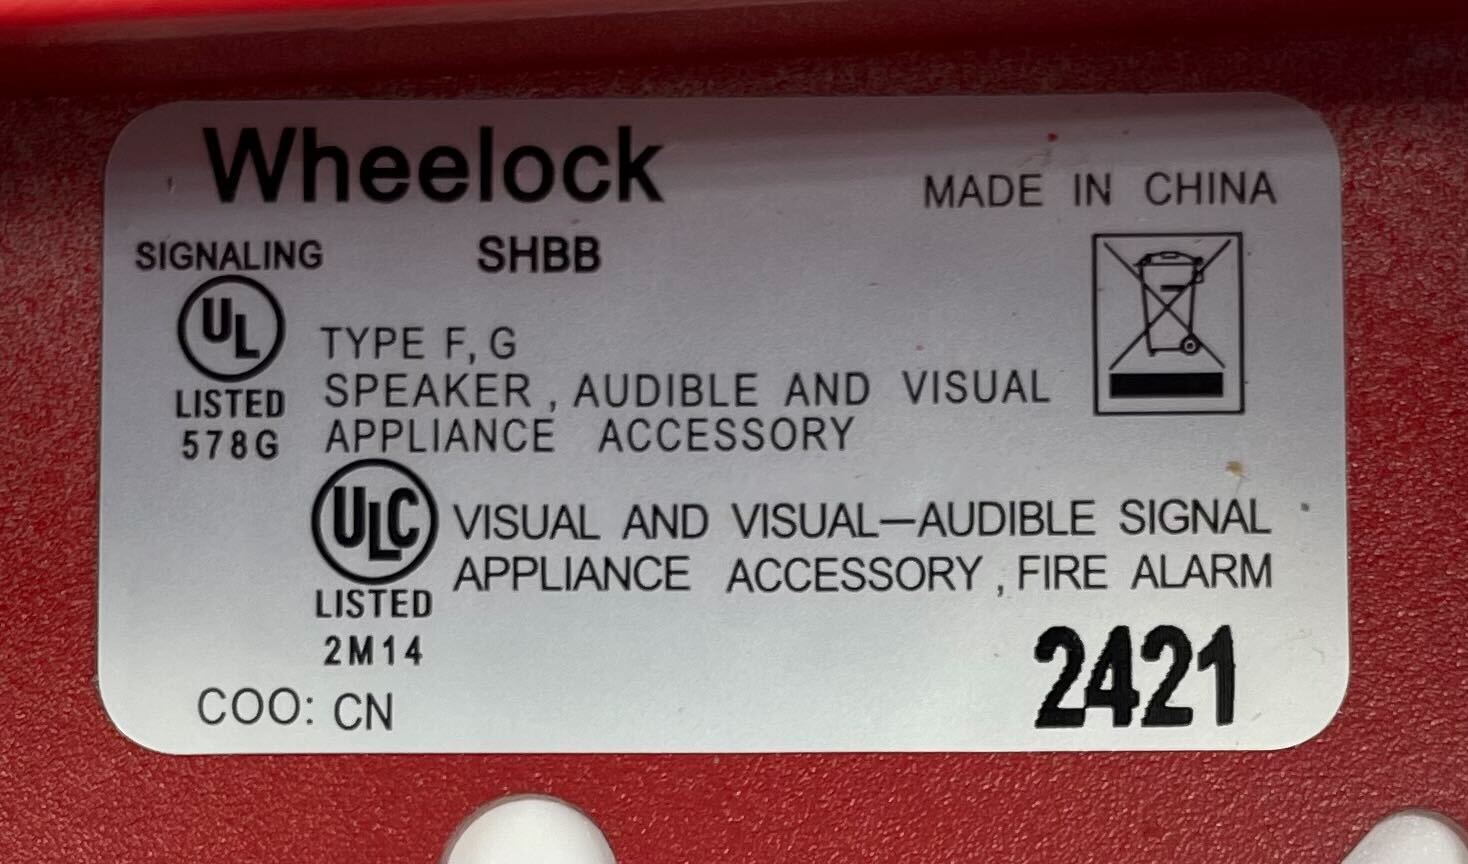 Wheelock
MADE IN CHINA
SIGNALING
SHBB
UL
LISTED
578G
TYPE F, G
SPEAKER , AUDIBLE AND VISUAL
APPLIANCE ACCESSORY
ULC
LISTED
2M14
VISUAL AND VISUAL—AUDIBLE SIGNAL
APPLIANCE ACCESSORY , FIRE ALARM
COO: CN
2421